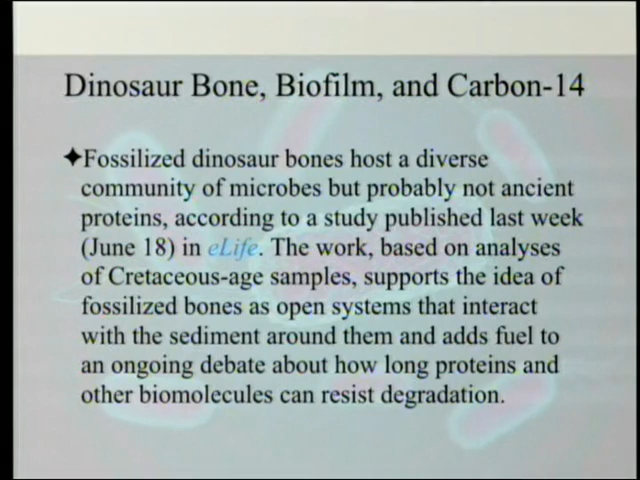 Dinosaur Bone, Biofilm, and Carbon-14
✦Fossilized dinosaur bones host a diverse
community of microbes but probably not ancient
proteins, according to a study published last week
(June 18) in eLife. The work, based on analyses
of Cretaceous-age samples, supports the idea of
fossilized bones as open systems that interact
with the sediment around them and adds fuel to
an ongoing debate about how long proteins and
other biomolecules can resist degradation.